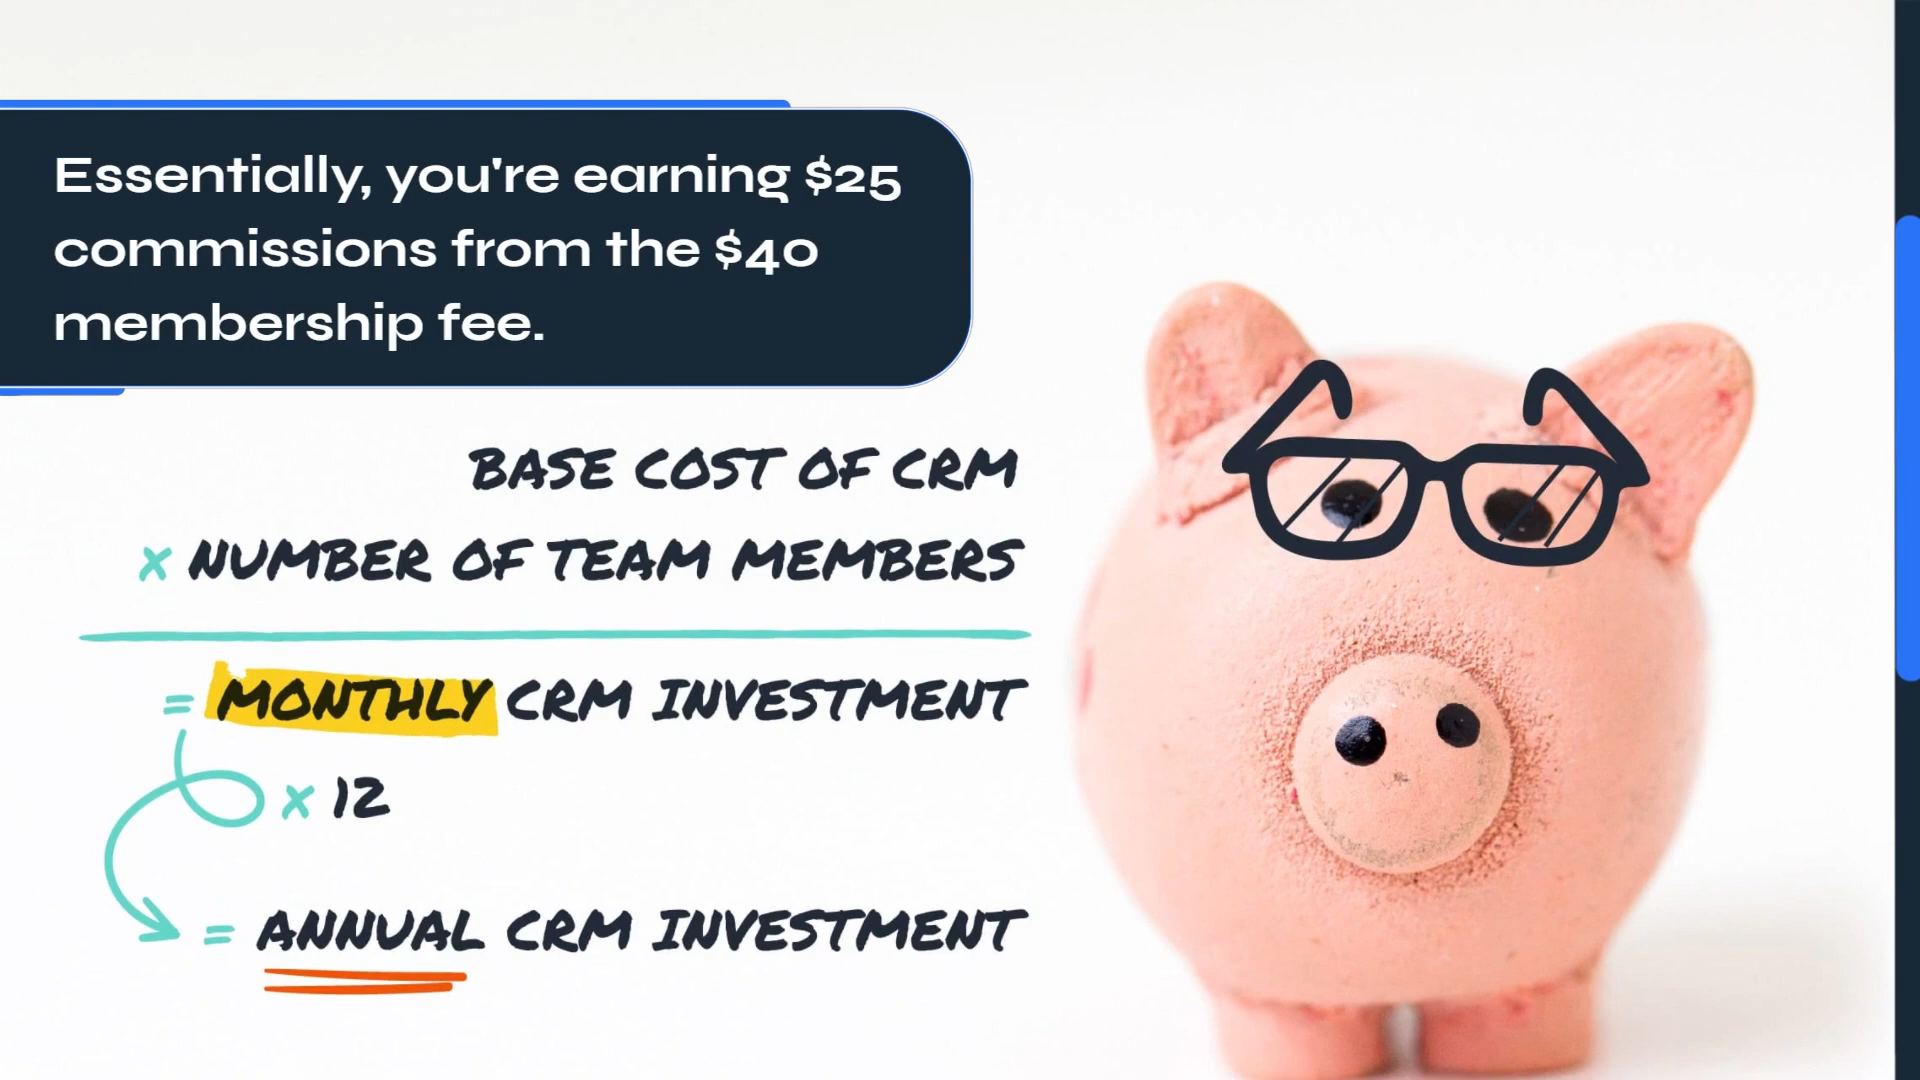 Essentially, you're earning $25
commissions from the $40
membership fee.
BASE COST OF CRM
x NUMBER OF TEAM MEMBERS
= MONTHLY CRM INVESTMENT
x 12
= ANNUAL CRM INVESTMENT